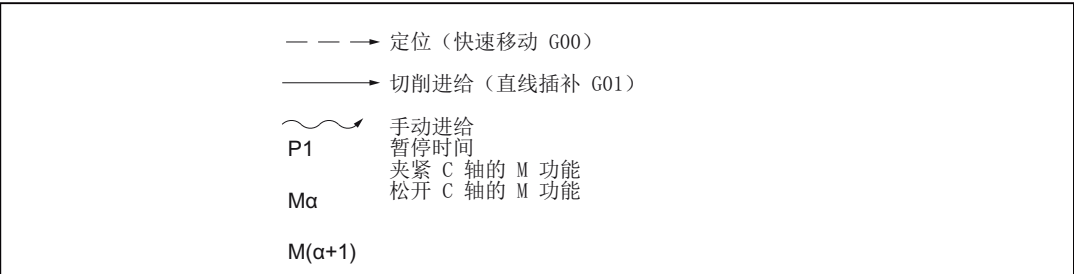 定位（快速移动 G00）
切削进给（直线插补 G01）
手动进给
P1 暂停时间
夹紧 C 轴的 M 功能
松开 C 轴的 M 功能
Mα
M(α+1)